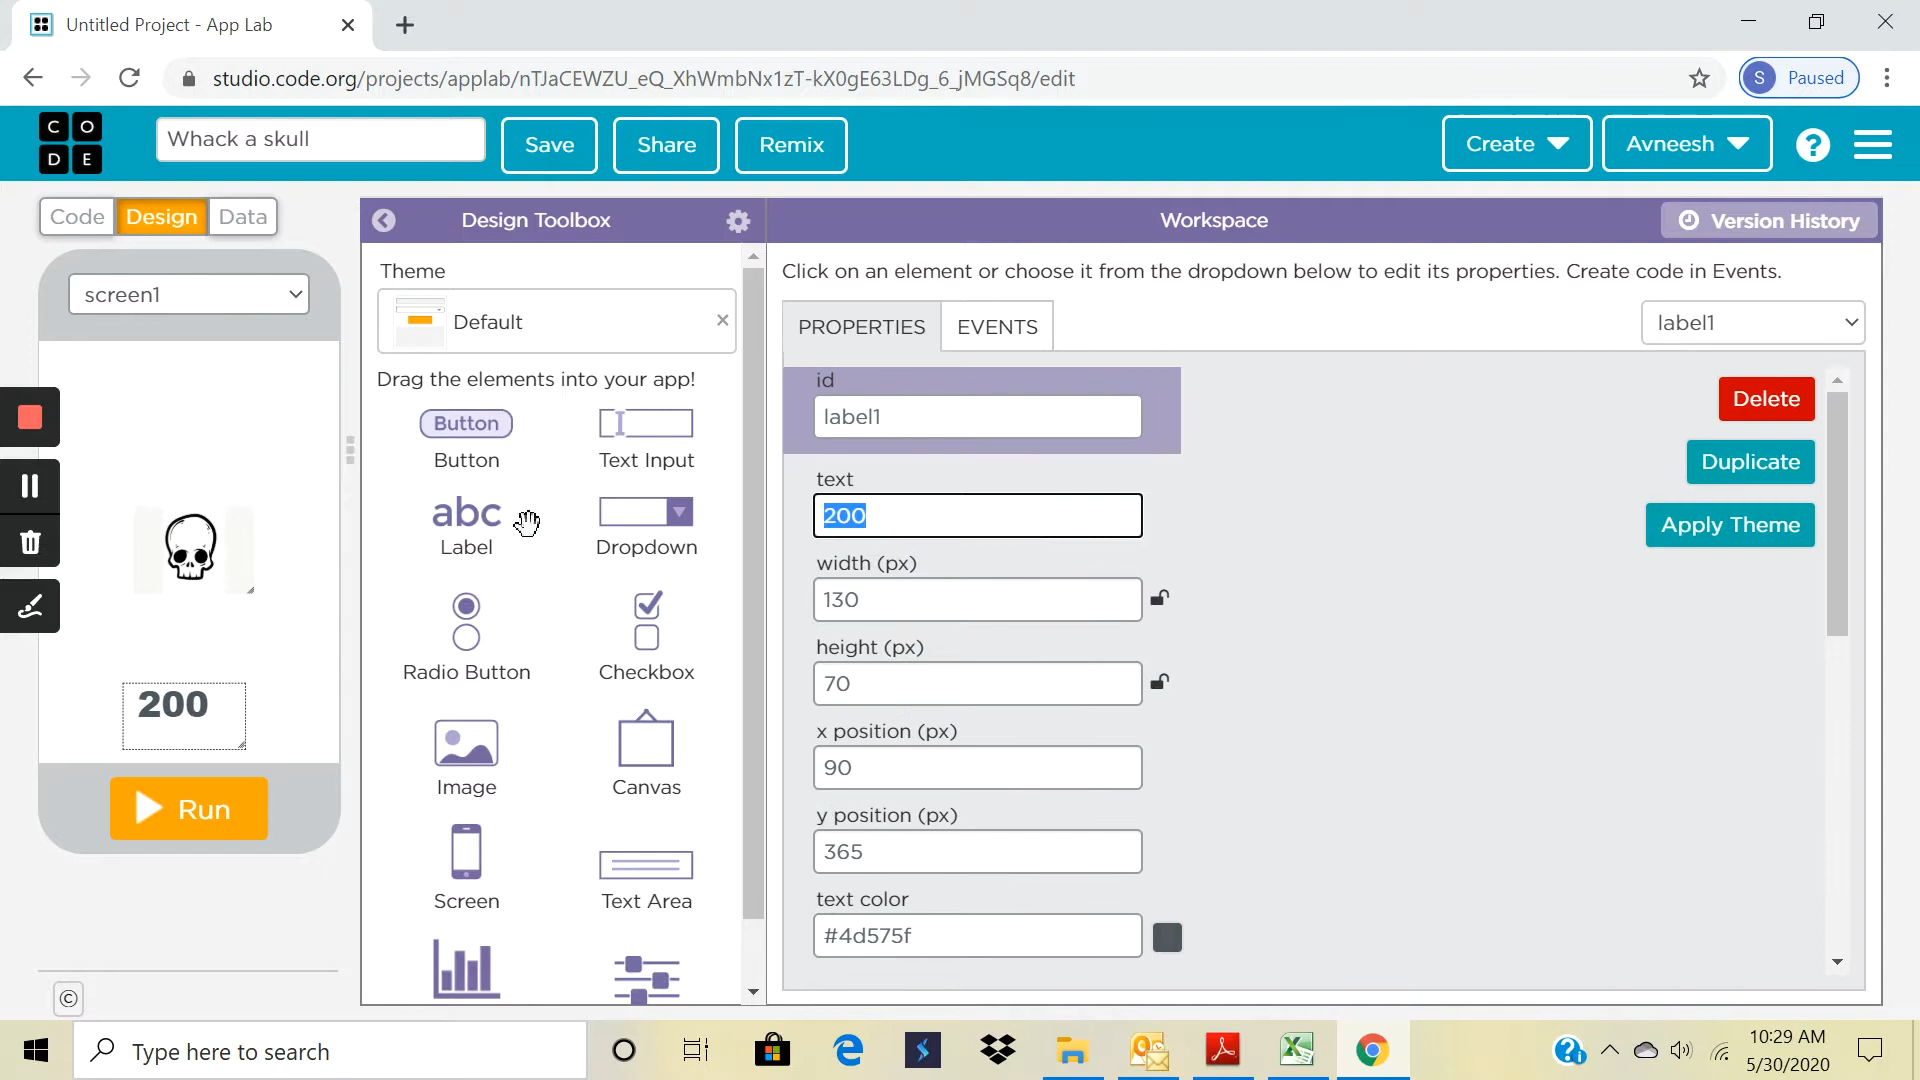 Untitled Project - App Lab
studio.code.org/projects/applab/nTJaCEWZU_eQ_XhWmbNx1zT-kX0gE63LDg_6_jMGSq8/edit
S Paused
C O
D E
Whack a skull
Save
Share
Remix
Create
Avneesh
?
Code
Design
Data
Design Toolbox
Workspace
Version History
screen1
Theme
Default
Drag the elements into your app!
Button
Button
Text Input
abc
Label
Dropdown
Radio Button
Checkbox
Image
Canvas
Screen
Text Area
200
Run
©
Click on an element or choose it from the dropdown below to edit its properties. Create code in Events.
PROPERTIES
EVENTS
label1
id
label1
text
200
width (px)
130
height (px)
70
x position (px)
90
y position (px)
365
text color
#4d575f
Delete
Duplicate
Apply Theme
Type here to search
10:29 AM
5/30/2020